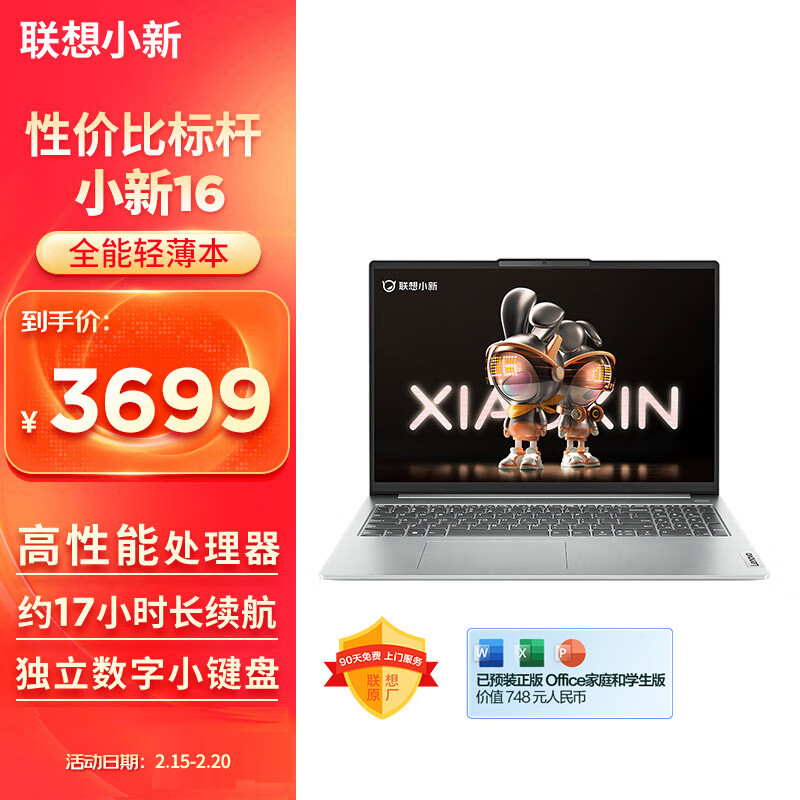 联想小新
性价比标杆
小新16
全能轻薄本
到手价:
¥3699
高性能处理器
约17小时长续航
独立数字小键盘
活动日期: 2.15-2.20
联想小新
XIAOXIN
Lenovo
90天免费 上门服务
联想
原厂
W X P
已预装正版 Office家庭和学生版
价值 748 元人民币